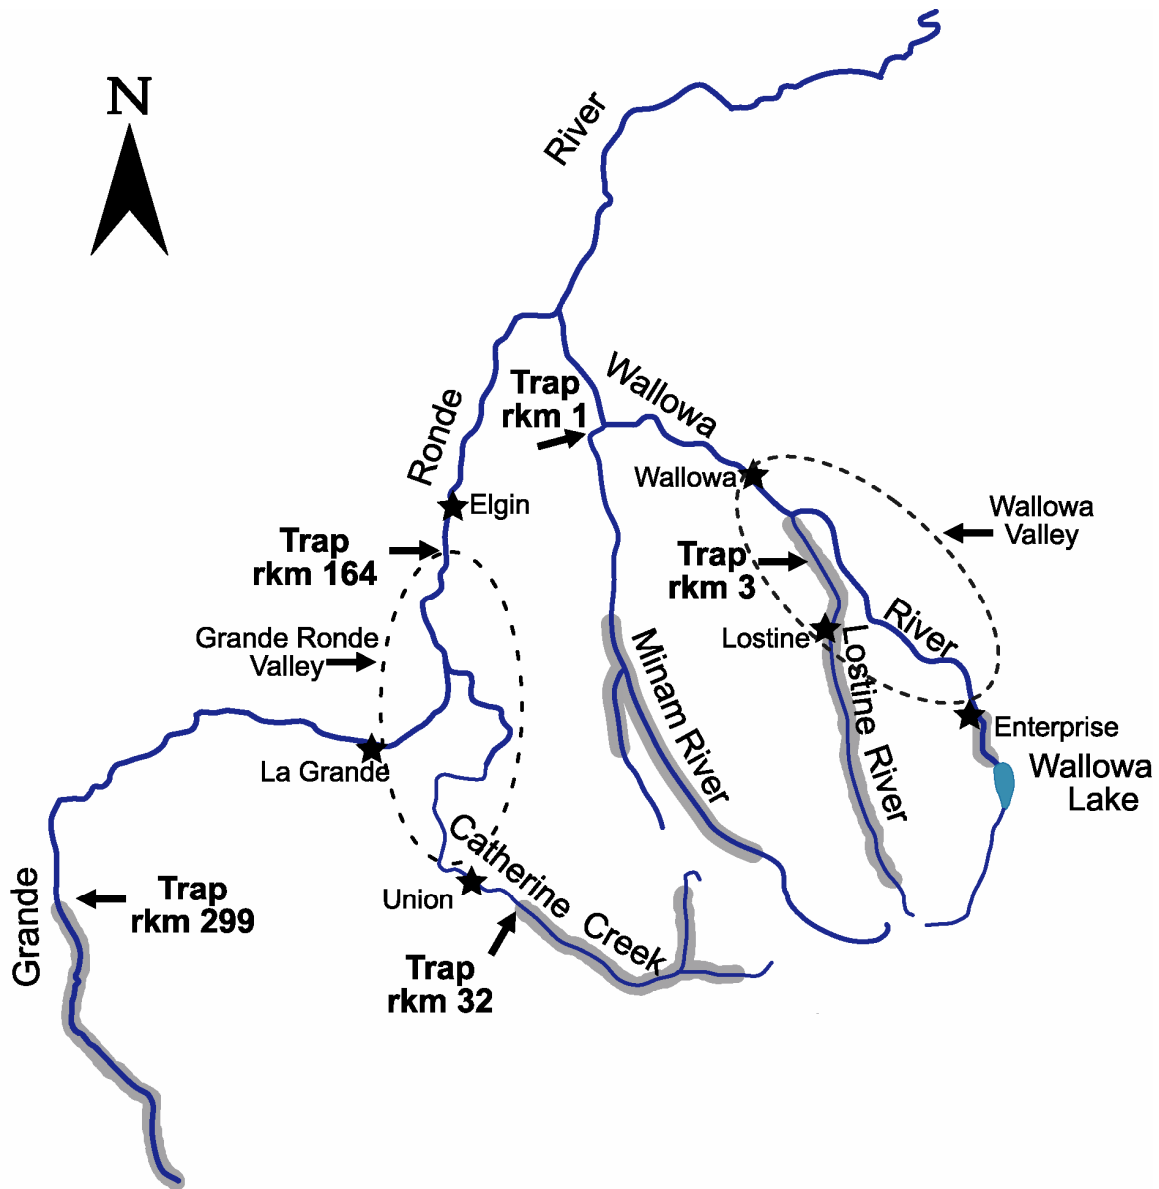 N
River
Wallowa
Trap
rkm 1
Ronde
Wallowa
Elgin
Wallowa
Valley
Trap
rkm 164
Trap
rkm 3
River
Grande Ronde
Valley
Lostine
Lostine River
Minam River
Enterprise
La Grande
Wallowa
Lake
Catherine Creek
Union
Grande
Trap
rkm 299
Trap
rkm 32